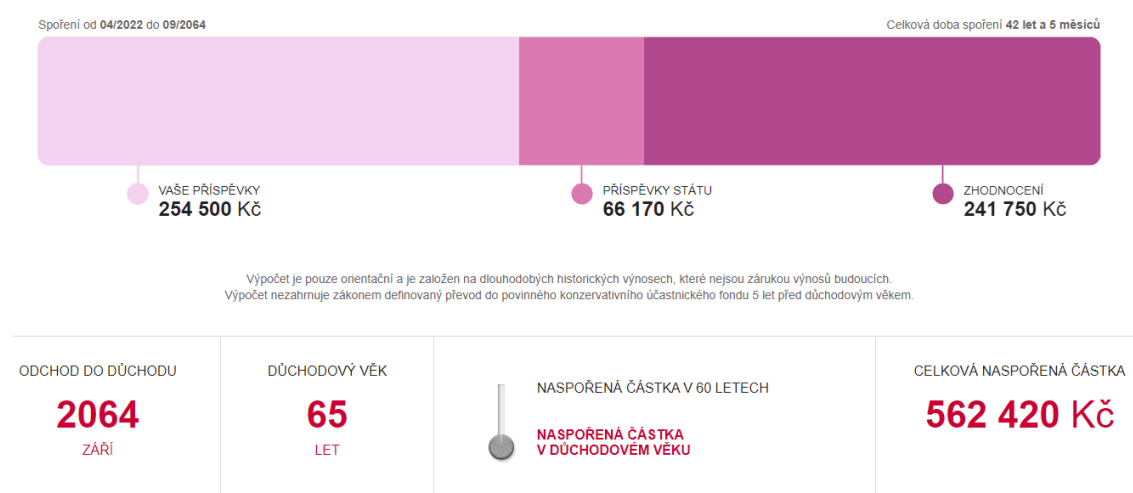 Spoření od 04/2022 do 09/2064
Celková doba spoření 42 let a 5 měsíců
VAŠE PŘÍSPĚVKY
254 500 Kč
PŘÍSPĚVKY STÁTU
66 170 Kč
ZHODNOCENÍ
241 750 Kč
Výpočet je pouze orientační a je založen na dlouhodobých historických výnosech, které nejsou zárukou výnosů budoucích.
Výpočet nezahrnuje zákonem definovaný převod do povinného konzervativního účastnického fondu 5 let před důchodovým věkem.
ODCHOD DO DŮCHODU
2064
ZÁŘÍ
DŮCHODOVÝ VĚK
65
LET
NASPOŘENÁ ČÁSTKA V 60 LETECH
NASPOŘENÁ ČÁSTKA
V DŮCHODOVÉM VĚKU
CELKOVÁ NASPOŘENÁ ČÁSTKA
562 420 Kč